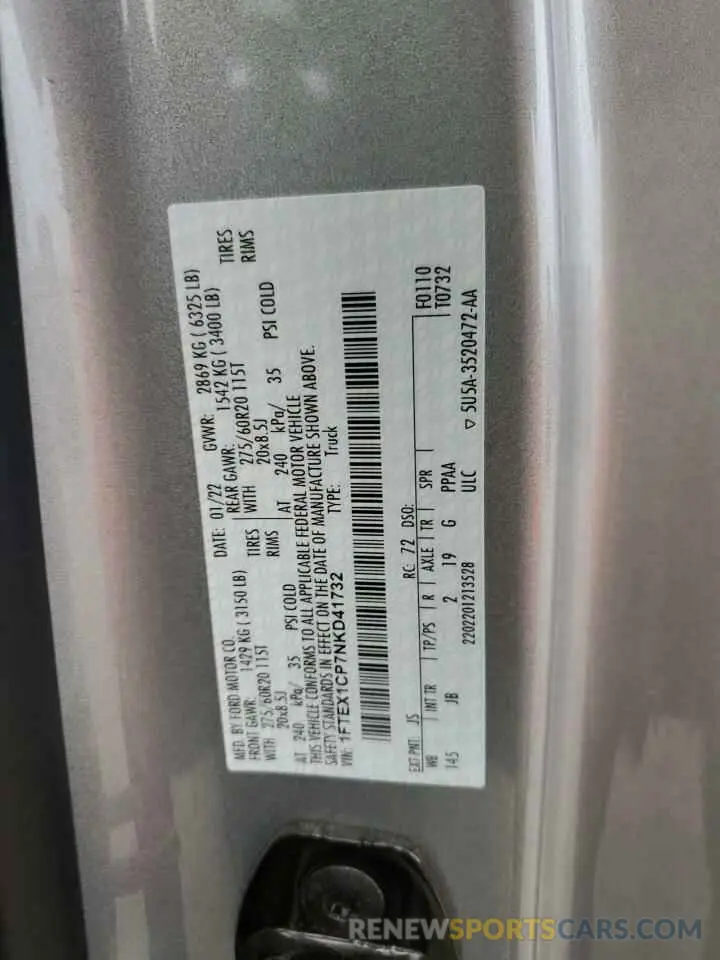 MFD. BY FORD MOTOR CO. DATE: 01/22 GVWR: 2869 KG ( 6325 LB)
FRONT GAWR: 1429 KG ( 3150 LB) REAR GAWR: 1542 KG ( 3400 LB)
WITH 275/60R20 115T TIRES WITH 275/60R20 115T TIRES
20x8.5J RIMS 20x8.5J RIMS
AT 240 kPa/ 35 PSI COLD AT 240 kPa/ 35 PSI COLD
THIS VEHICLE CONFORMS TO ALL APPLICABLE FEDERAL MOTOR VEHICLE
SAFETY STANDARDS IN EFFECT ON THE DATE OF MANUFACTURE SHOWN ABOVE.
VIN: 1FTEX1CP7NKD41732 TYPE: Truck
F0110
T0732
EXT PNT: JS RC: 72 DSO:
WB INT TR TP/PS R AXLE TR SPR
145 JB 2 19 G PPAA
2202201213528 ULC ▽ 5U5A-3520472-AA
RENEWSPORTSCARS.COM